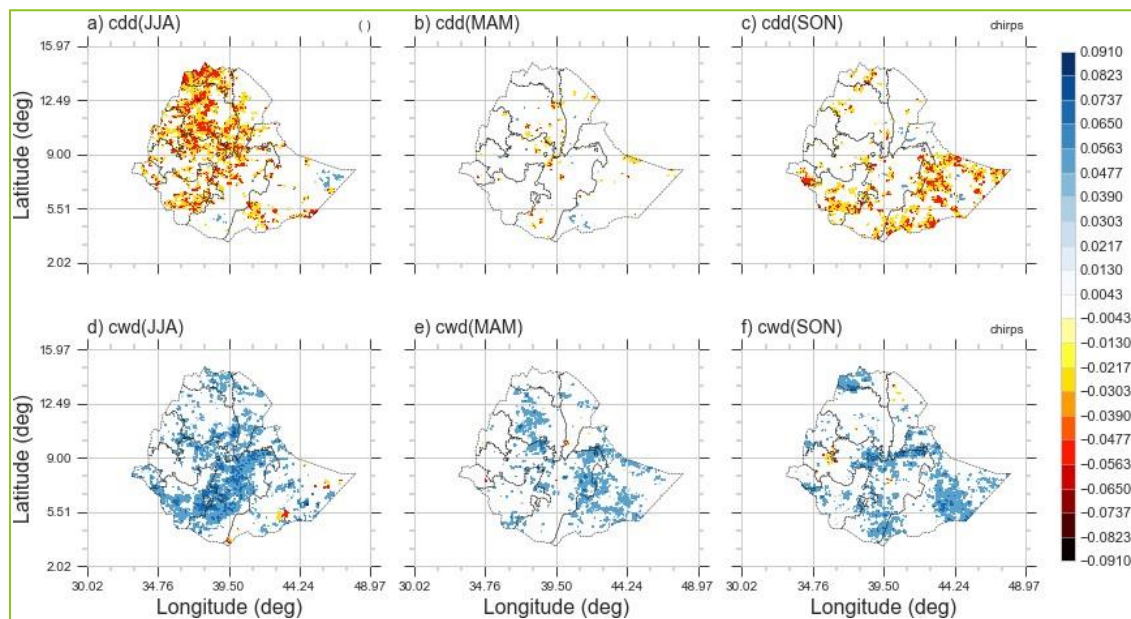 a) cdd(JJA) ( )
b) cdd(MAM)
c) cdd(SON) chirps
Latitude (deg)
15.97
12.49
9.00
5.51
2.02
d) cwd(JJA)
e) cwd(MAM)
f) cwd(SON) chirps
Latitude (deg)
15.97
12.49
9.00
5.51
2.02
30.02 34.76 39.50 44.24 48.97
30.02 34.76 39.50 44.24 48.97
30.02 34.76 39.50 44.24 48.97
Longitude (deg)
Longitude (deg)
Longitude (deg)
0.0910
0.0823
0.0737
0.0650
0.0563
0.0477
0.0390
0.0303
0.0217
0.0130
0.0043
−0.0043
−0.0130
−0.0217
−0.0303
−0.0390
−0.0477
−0.0563
−0.0650
−0.0737
−0.0823
−0.0910